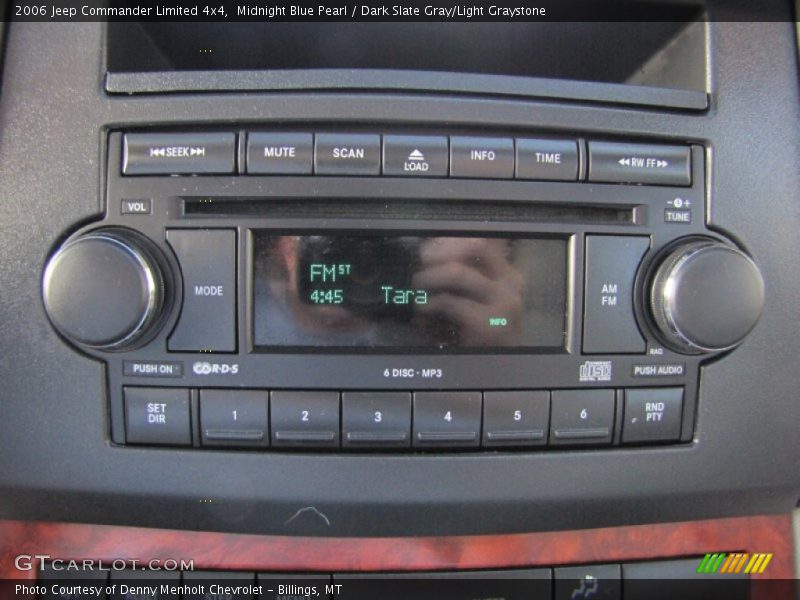 2006 Jeep Commander Limited 4x4, Midnight Blue Pearl / Dark Slate Gray/Light Graystone
SEEK MUTE SCAN LOAD INFO TIME RW FF
VOL
TUNE
MODE
FM ST
4:45 Tara
INFO
AM
FM
PUSH ON
R·D·S
6 DISC · MP3
DISC
RAD
PUSH AUDIO
SET
DIR
1 2 3 4 5 6
RND
PTY
GTCARLOT.COM
Photo Courtesy of Denny Menholt Chevrolet - Billings, MT